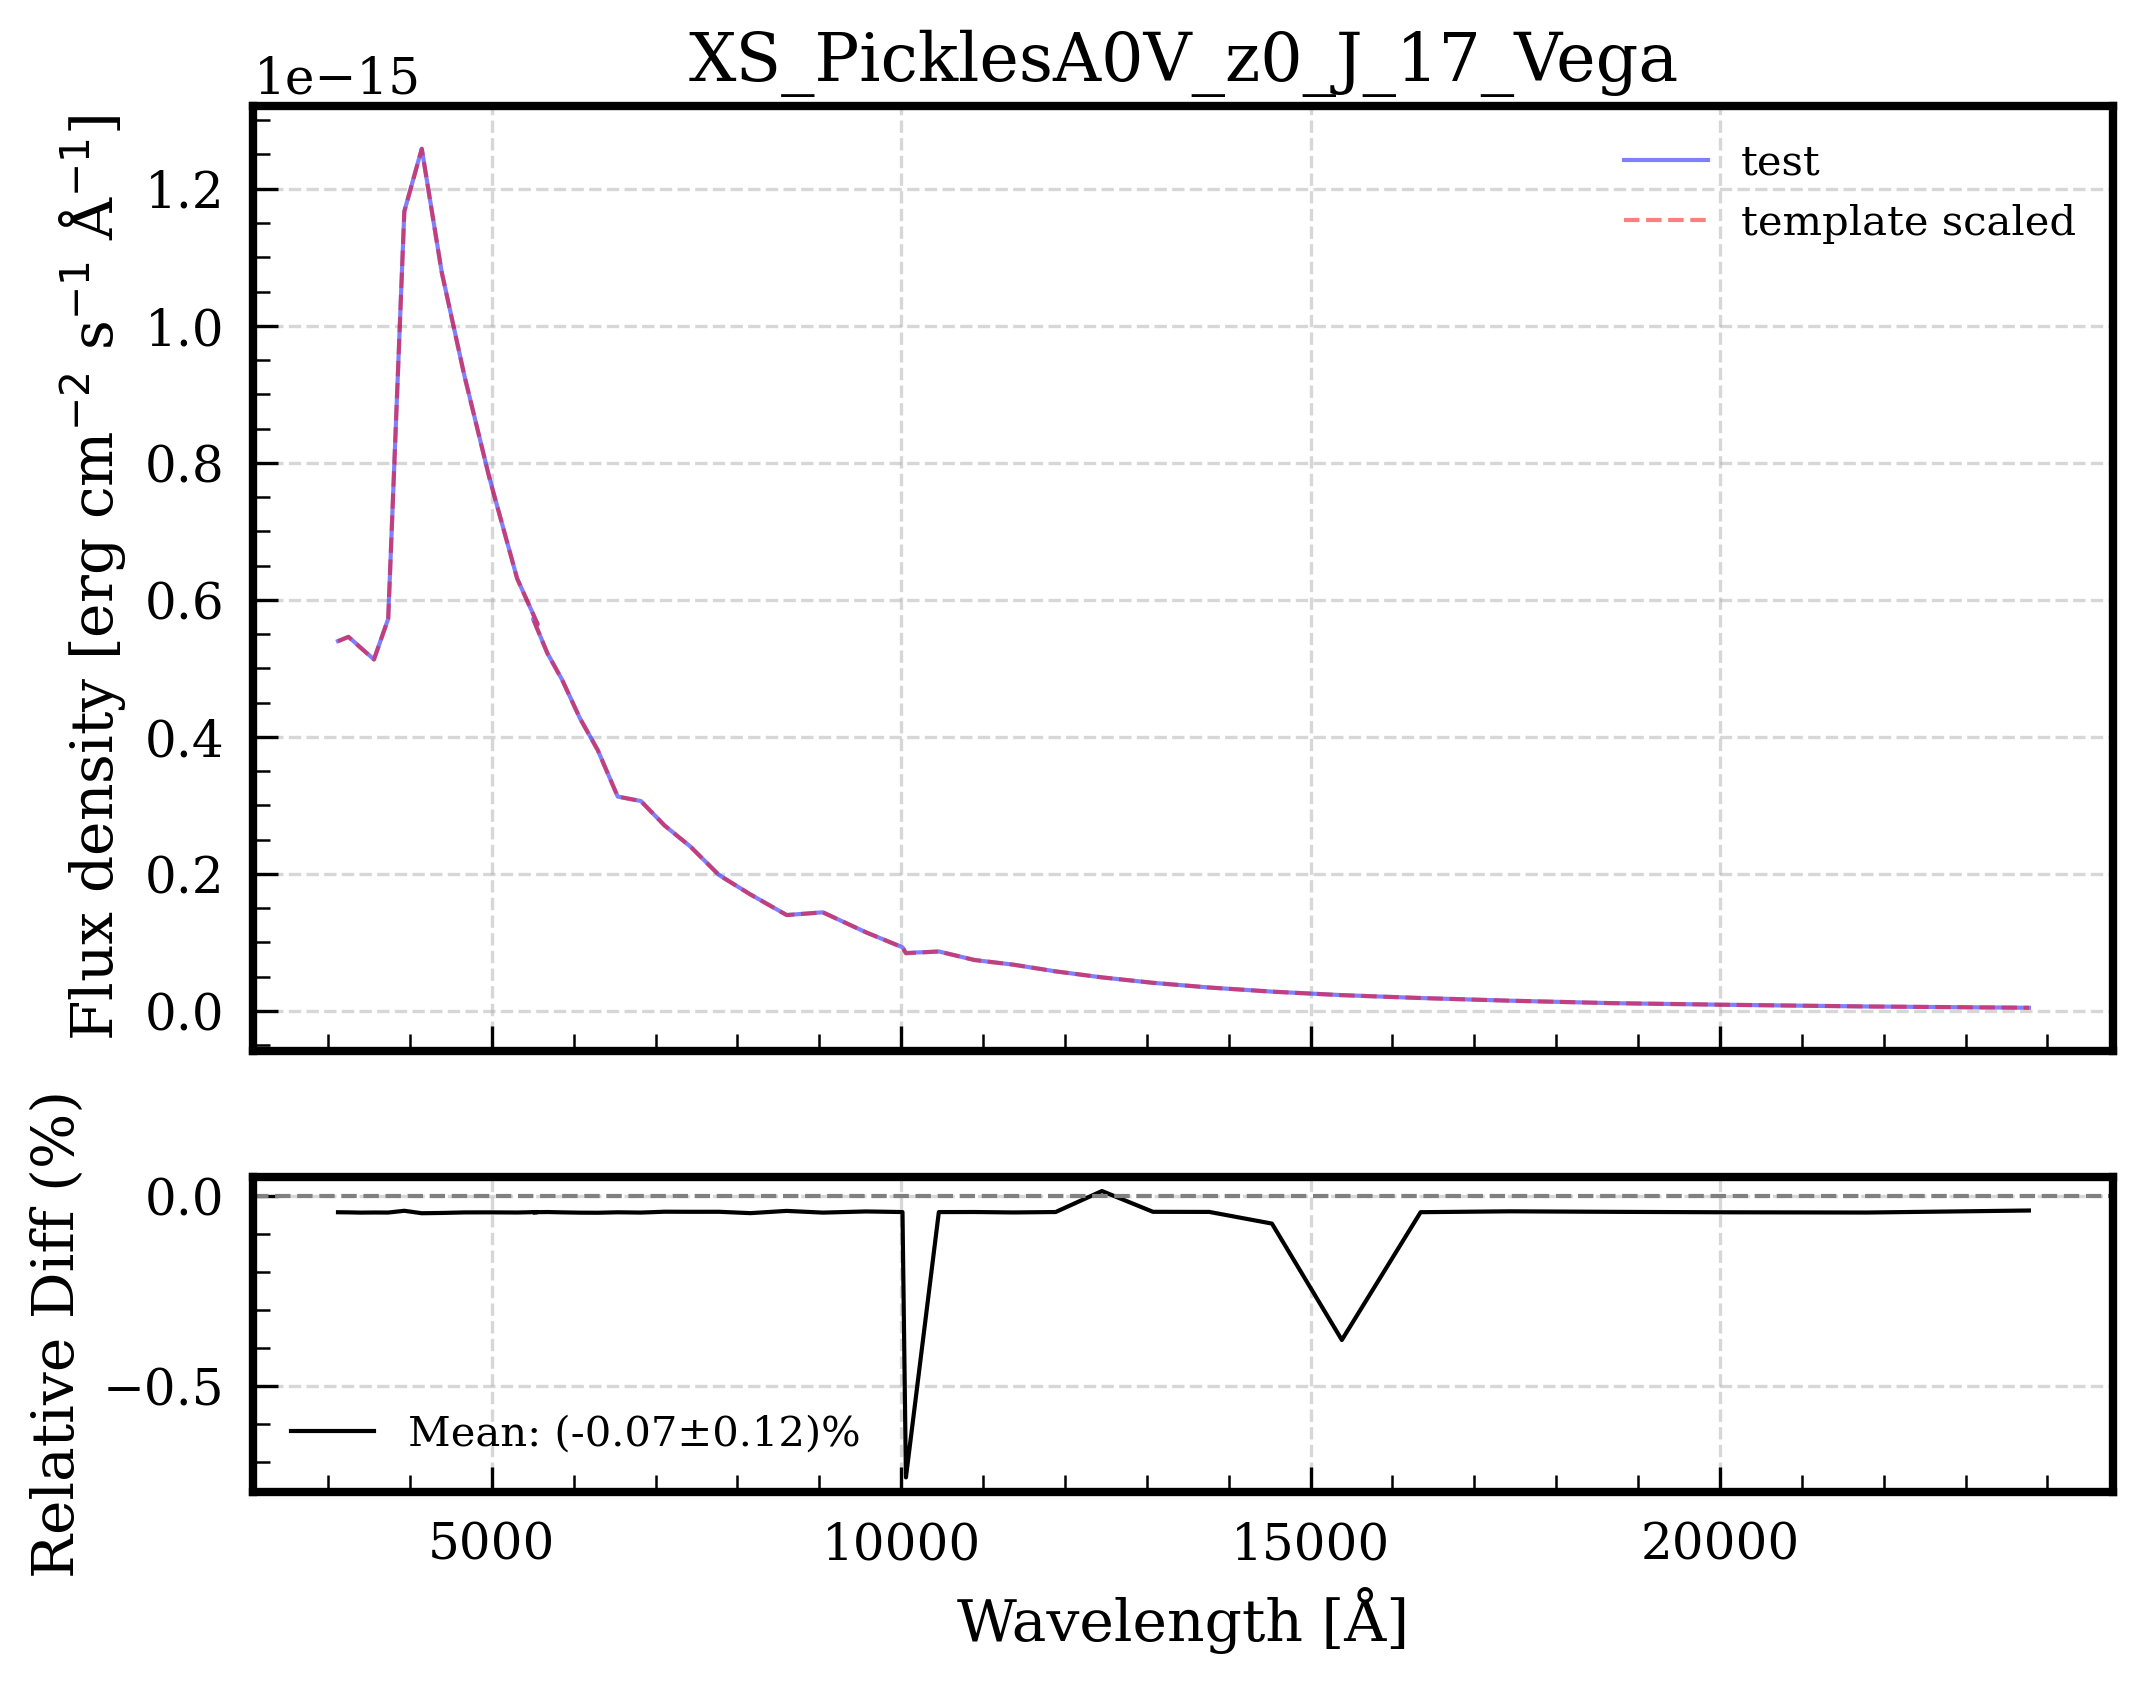 XS_PicklesA0V_z0_J_17_Vega
1e−15
Flux density [erg cm⁻² s⁻¹ Å⁻¹]
1.2
1.0
0.8
0.6
0.4
0.2
0.0
test
template scaled
Relative Diff (%)
0.0
−0.5
Mean: (-0.07±0.12)%
5000 10000 15000 20000
Wavelength [Å]